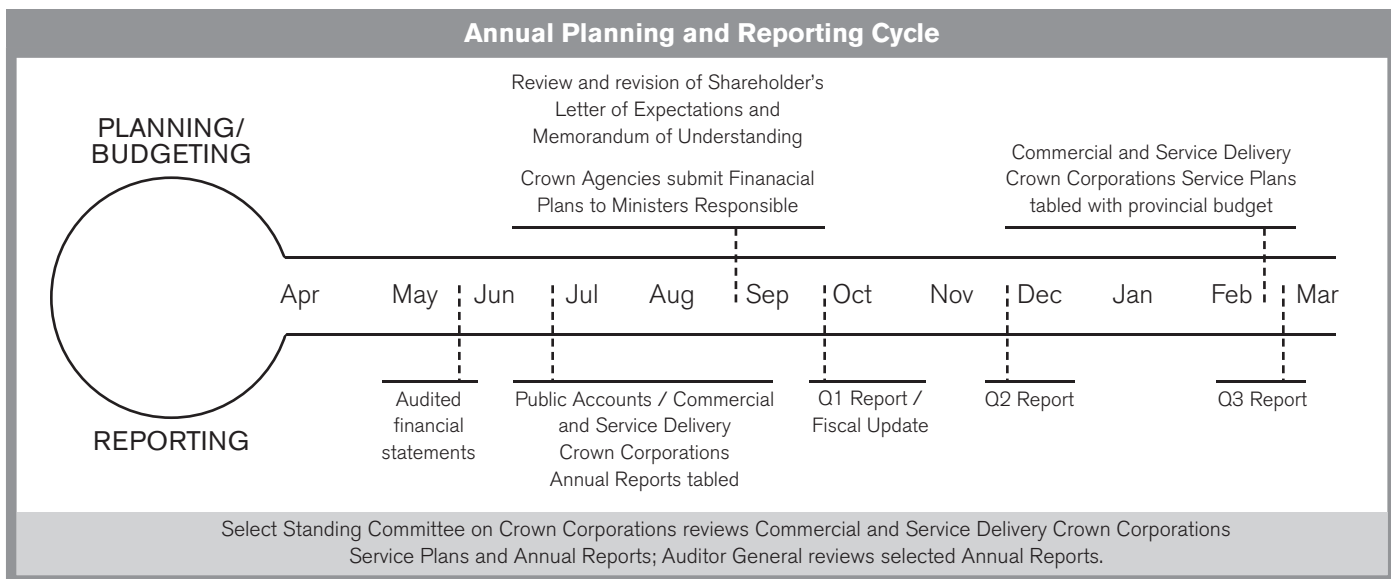 Annual Planning and Reporting Cycle
Review and revision of Shareholder's
Letter of Expectations and
Memorandum of Understanding
Crown Agencies submit Finanacial
Plans to Ministers Responsible
PLANNING/
BUDGETING
Commercial and Service Delivery
Crown Corporations Service Plans
tabled with provincial budget
Apr May Jun Jul Aug Sep Oct Nov Dec Jan Feb Mar
REPORTING
Audited
financial
statements
Public Accounts / Commercial
and Service Delivery
Crown Corporations
Annual Reports tabled
Q1 Report /
Fiscal Update
Q2 Report
Q3 Report
Select Standing Committee on Crown Corporations reviews Commercial and Service Delivery Crown Corporations
Service Plans and Annual Reports; Auditor General reviews selected Annual Reports.